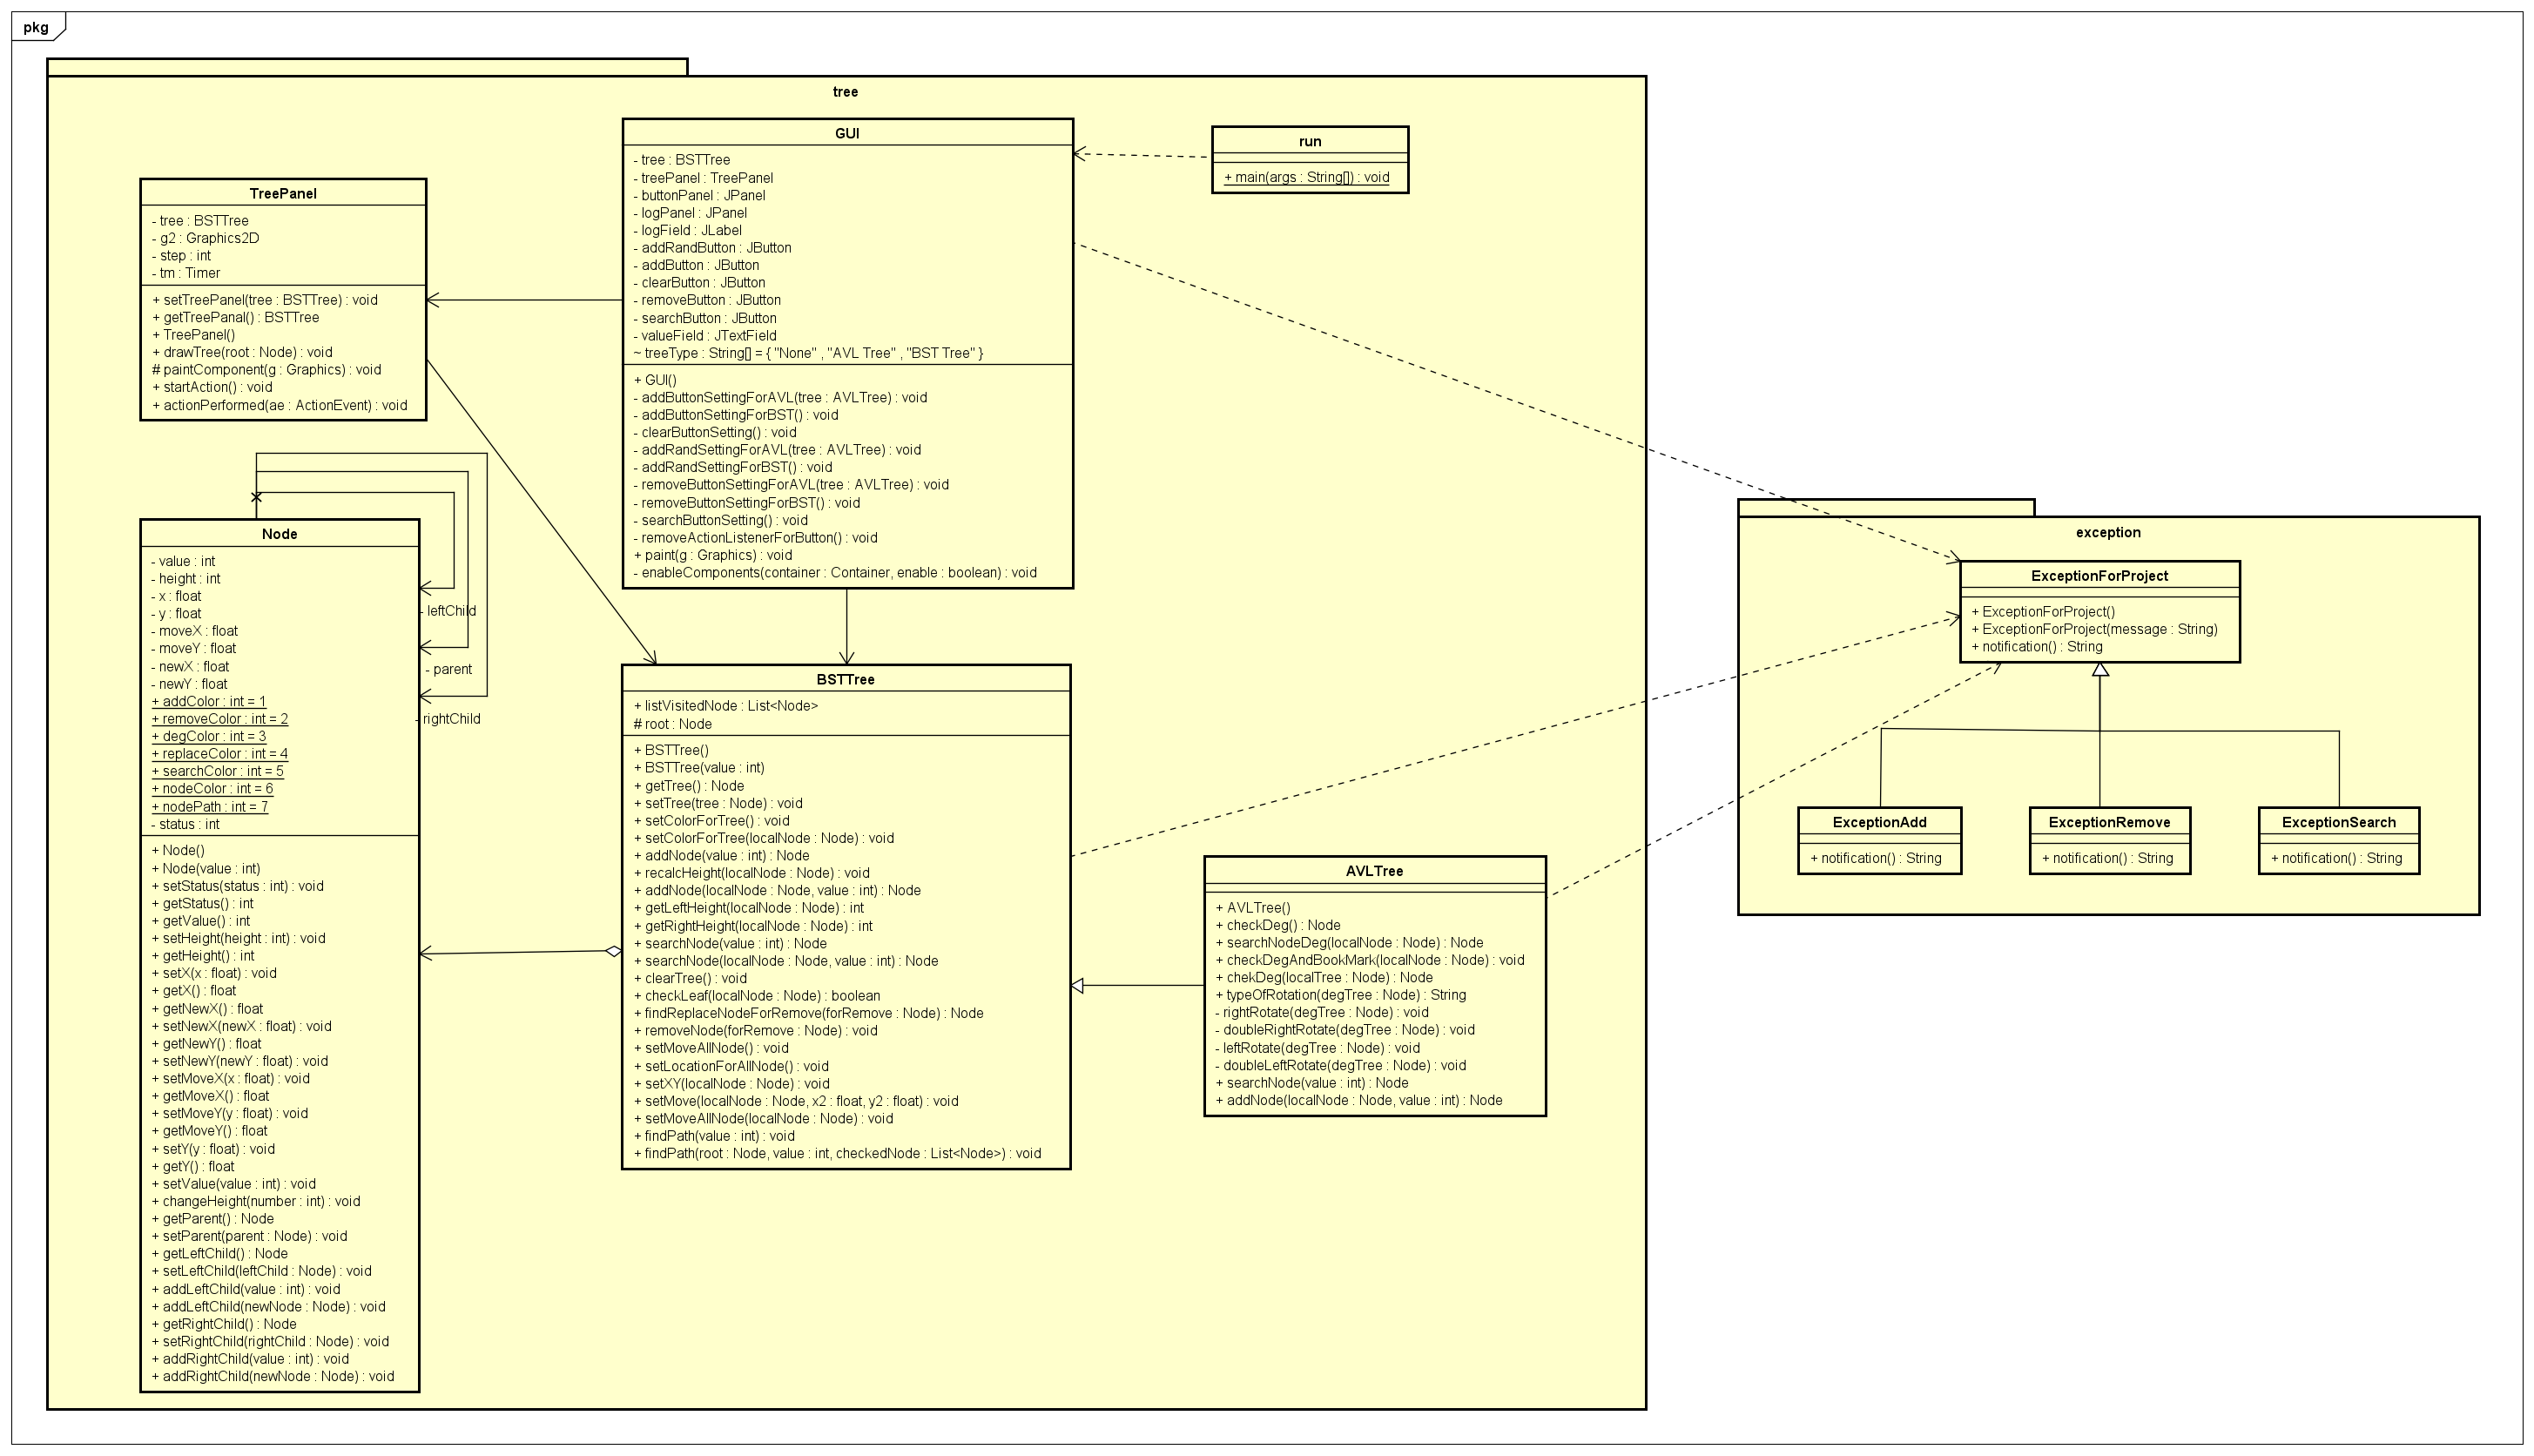 pkg
tree
TreePanel
- tree : BSTTree
- g2 : Graphics2D
- step : int
- tm : Timer
+ setTreePanel(tree : BSTTree) : void
+ getTreePanal() : BSTTree
+ TreePanel()
+ drawTree(root : Node) : void
# paintComponent(g : Graphics) : void
+ startAction() : void
+ actionPerformed(ae : ActionEvent) : void
GUI
- tree : BSTTree
- treePanel : TreePanel
- buttonPanel : JPanel
- logPanel : JPanel
- logField : JLabel
- addRandButton : JButton
- addButton : JButton
- clearButton : JButton
- removeButton : JButton
- searchButton : JButton
- valueField : JTextField
~ treeType : String[] = { "None" , "AVL Tree" , "BST Tree" }
+ GUI()
- addButtonSettingForAVL(tree : AVLTree) : void
- addButtonSettingForBST() : void
- clearButtonSetting() : void
- addRandSettingForAVL(tree : AVLTree) : void
- addRandSettingForBST() : void
- removeButtonSettingForAVL(tree : AVLTree) : void
- removeButtonSettingForBST() : void
- searchButtonSetting() : void
- removeActionListenerForButton() : void
+ paint(g : Graphics) : void
- enableComponents(container : Container, enable : boolean) : void
run
+ main(args : String[]) : void
Node
- value : int
- height : int
- x : float
- y : float
- moveX : float
- moveY : float
- newX : float
- newY : float
+ addColor : int = 1
+ removeColor : int = 2
+ degColor : int = 3
+ replaceColor : int = 4
+ searchColor : int = 5
+ nodeColor : int = 6
+ nodePath : int = 7
- status : int
+ Node()
+ Node(value : int)
+ setStatus(status : int) : void
+ getStatus() : int
+ getValue() : int
+ setHeight(height : int) : void
+ getHeight() : int
+ setX(x : float) : void
+ getX() : float
+ getNewX() : float
+ setNewX(newX : float) : void
+ getNewY() : float
+ setNewY(newY : float) : void
+ setMoveX(x : float) : void
+ getMoveX() : float
+ setMoveY(y : float) : void
+ getMoveY() : float
+ setY(y : float) : void
+ getY() : float
+ setValue(value : int) : void
+ changeHeight(number : int) : void
+ getParent() : Node
+ setParent(parent : Node) : void
+ getLeftChild() : Node
+ setLeftChild(leftChild : Node) : void
+ addLeftChild(value : int) : void
+ addLeftChild(newNode : Node) : void
+ getRightChild() : Node
+ setRightChild(rightChild : Node) : void
+ addRightChild(value : int) : void
+ addRightChild(newNode : Node) : void
- leftChild
- parent
- rightChild
BSTTree
+ listVisitedNode : List<Node>
# root : Node
+ BSTTree()
+ BSTTree(value : int)
+ getTree() : Node
+ setTree(tree : Node) : void
+ setColorForTree() : void
+ setColorForTree(localNode : Node) : void
+ addNode(value : int) : Node
+ recalcHeight(localNode : Node) : void
+ addNode(localNode : Node, value : int) : Node
+ getLeftHeight(localNode : Node) : int
+ getRightHeight(localNode : Node) : int
+ searchNode(value : int) : Node
+ searchNode(localNode : Node, value : int) : Node
+ clearTree() : void
+ checkLeaf(localNode : Node) : boolean
+ findReplaceNodeForRemove(forRemove : Node) : Node
+ removeNode(forRemove : Node) : void
+ setMoveAllNode() : void
+ setLocationForAllNode() : void
+ setXY(localNode : Node) : void
+ setMove(localNode : Node, x2 : float, y2 : float) : void
+ setMoveAllNode(localNode : Node) : void
+ findPath(value : int) : void
+ findPath(root : Node, value : int, checkedNode : List<Node>) : void
AVLTree
+ AVLTree()
+ checkDeg() : Node
+ searchNodeDeg(localNode : Node) : Node
+ checkDegAndBookMark(localNode : Node) : void
+ chekDeg(localTree : Node) : Node
+ typeOfRotation(degTree : Node) : String
- rightRotate(degTree : Node) : void
- doubleRightRotate(degTree : Node) : void
- leftRotate(degTree : Node) : void
- doubleLeftRotate(degTree : Node) : void
+ searchNode(value : int) : Node
+ addNode(localNode : Node, value : int) : Node
exception
ExceptionForProject
+ ExceptionForProject()
+ ExceptionForProject(message : String)
+ notification() : String
ExceptionAdd
+ notification() : String
ExceptionRemove
+ notification() : String
ExceptionSearch
+ notification() : String